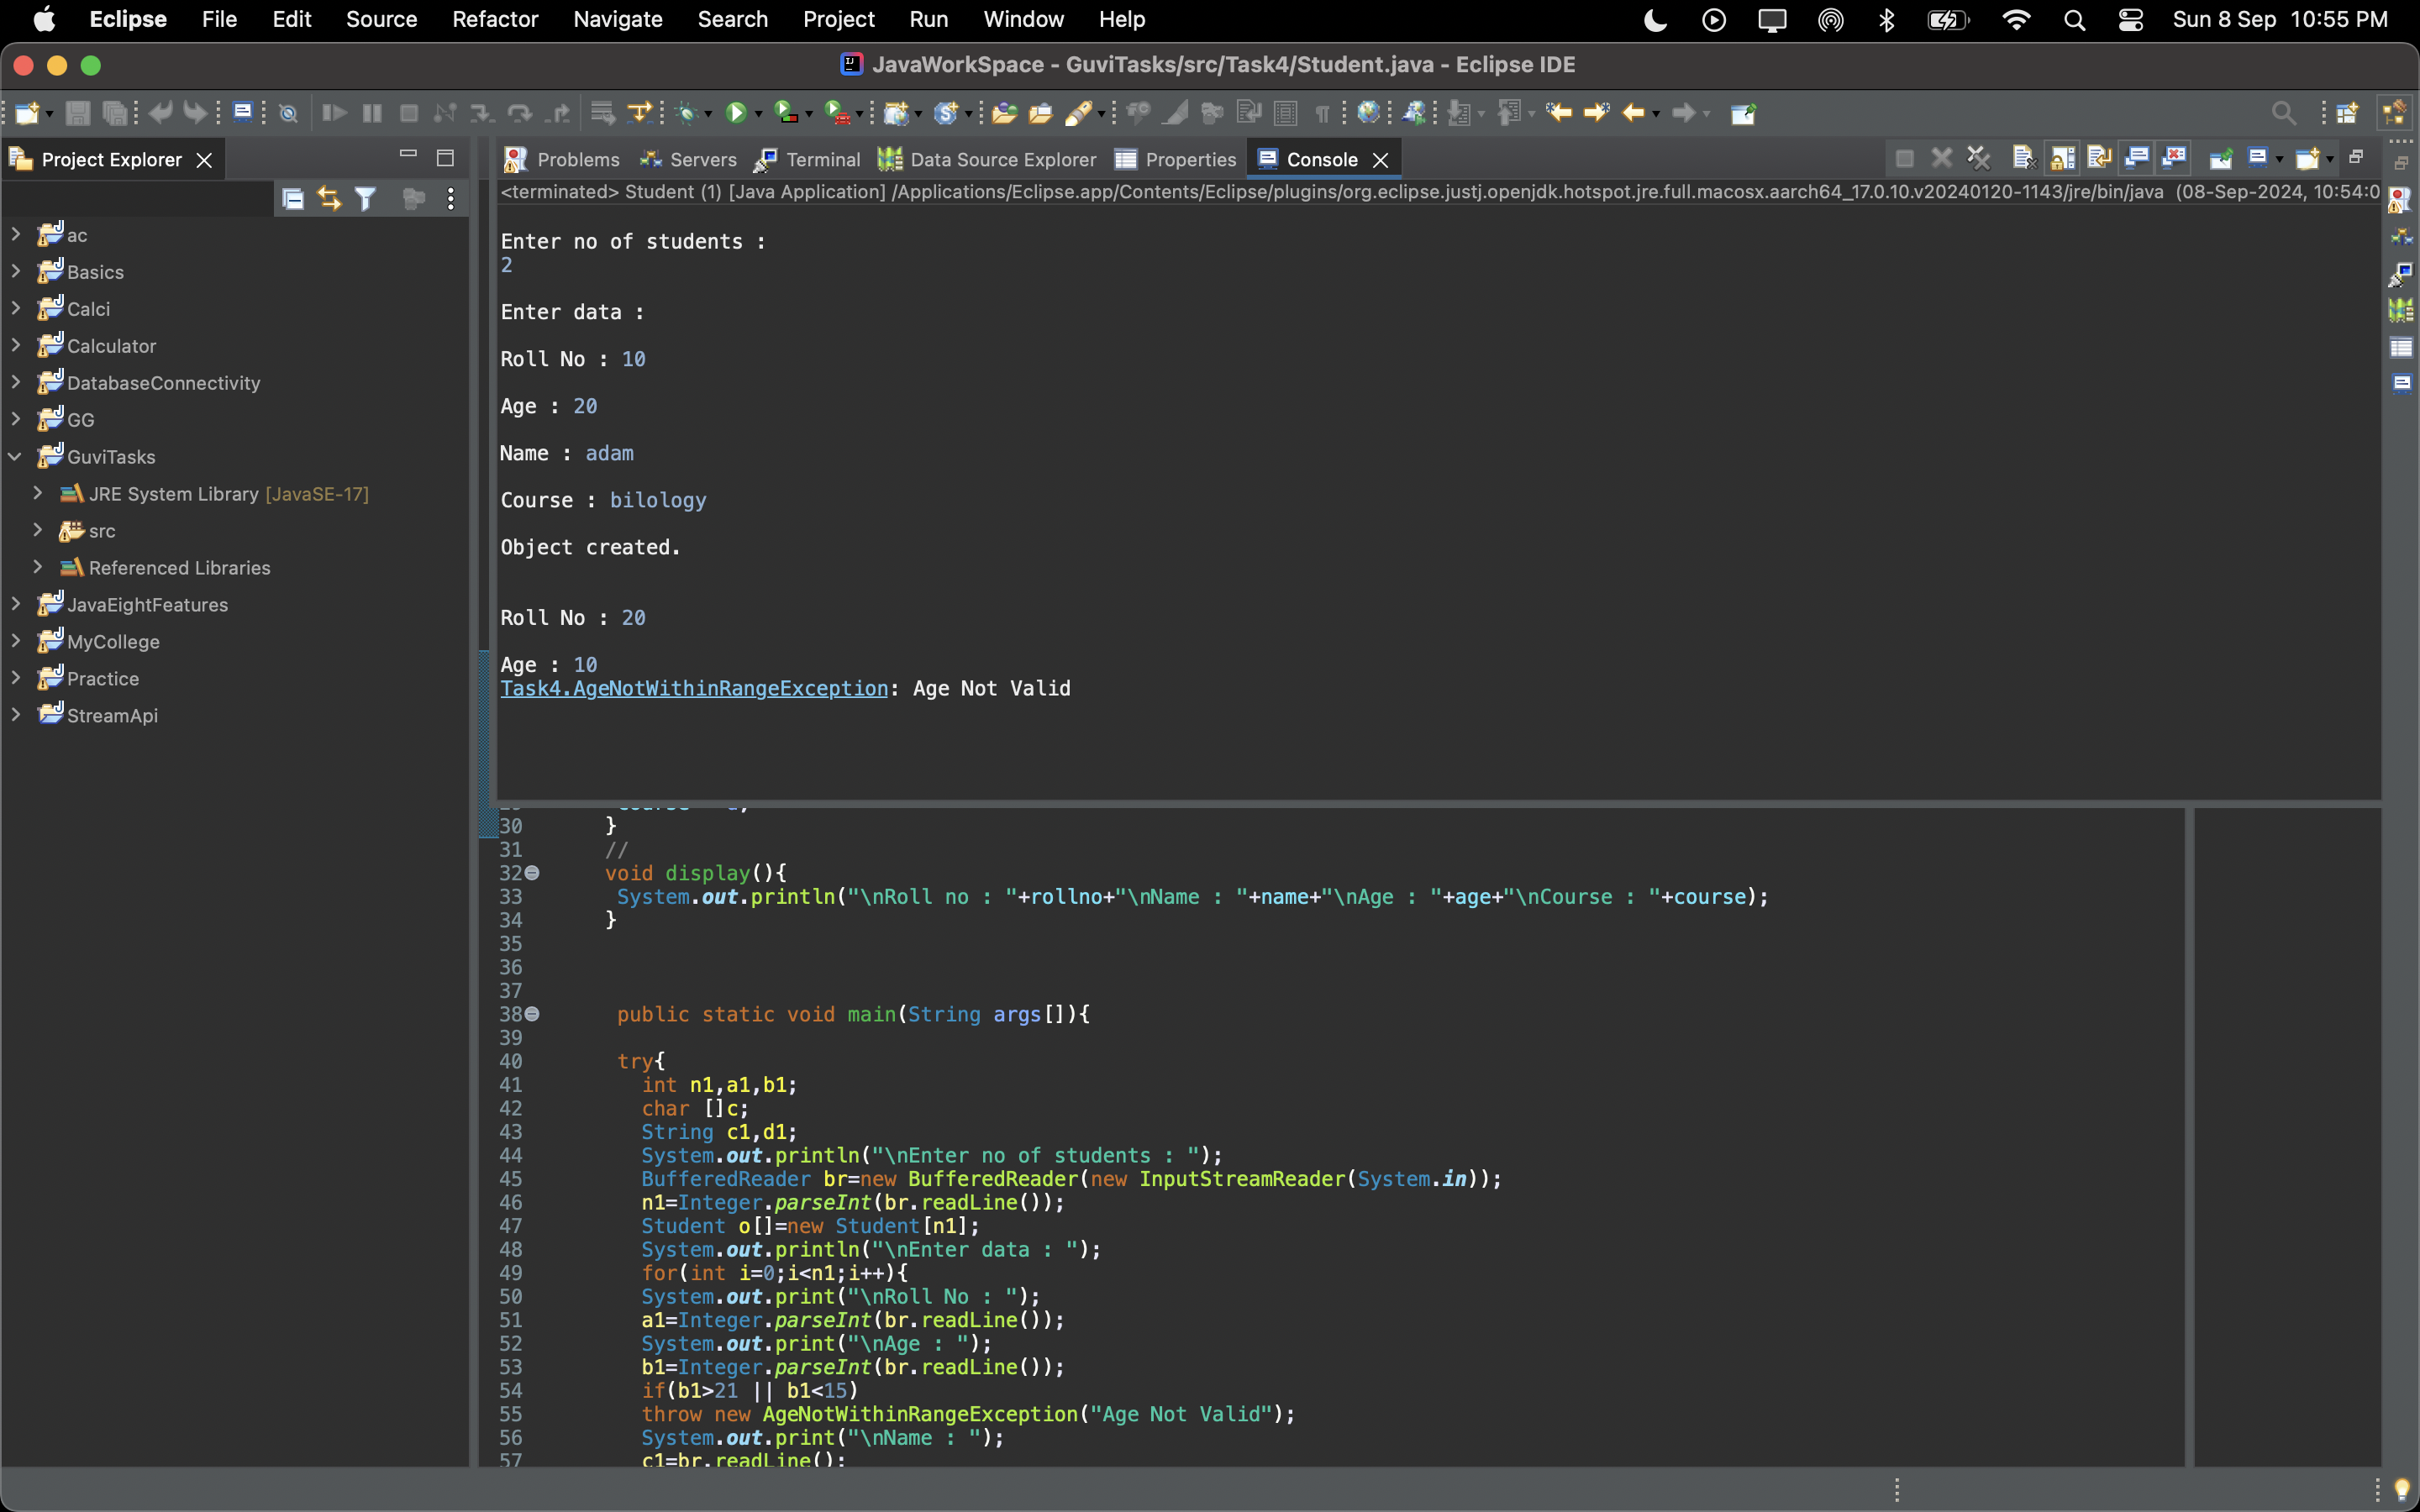 Eclipse File Edit Source Refactor Navigate Search Project Run Window Help Sun 8 Sep 10:55 PM
JavaWorkSpace - GuviTasks/src/Task4/Student.java - Eclipse IDE
Project Explorer
ac
Basics
Calci
Calculator
DatabaseConnectivity
GG
GuviTasks
JRE System Library [JavaSE-17]
src
Referenced Libraries
JavaEightFeatures
MyCollege
Practice
StreamApi
Problems Servers Terminal Data Source Explorer Properties Console
<terminated> Student (1) [Java Application] /Applications/Eclipse.app/Contents/Eclipse/plugins/org.eclipse.justj.openjdk.hotspot.jre.full.macosx.aarch64_17.0.10.v20240120-1143/jre/bin/java (08-Sep-2024, 10:54:0
Enter no of students :
2
Enter data :
Roll No : 10
Age : 20
Name : adam
Course : bilology
Object created.
Roll No : 20
Age : 10
Task4.AgeNotWithinRangeException: Age Not Valid
30 }
31 //
32 void display(){
33 System.out.println("\nRoll no : "+rollno+"\nName : "+name+"\nAge : "+age+"\nCourse : "+course);
34 }
35
36
37
38 public static void main(String args[]){
39
40 try{
41 int n1,a1,b1;
42 char []c;
43 String c1,d1;
44 System.out.println("\nEnter no of students : ");
45 BufferedReader br=new BufferedReader(new InputStreamReader(System.in));
46 n1=Integer.parseInt(br.readLine());
47 Student o[]=new Student[n1];
48 System.out.println("\nEnter data : ");
49 for(int i=0;i<n1;i++){
50 System.out.print("\nRoll No : ");
51 a1=Integer.parseInt(br.readLine());
52 System.out.print("\nAge : ");
53 b1=Integer.parseInt(br.readLine());
54 if(b1>21 || b1<15)
55 throw new AgeNotWithinRangeException("Age Not Valid");
56 System.out.print("\nName : ");
57 c1=br.readLine();